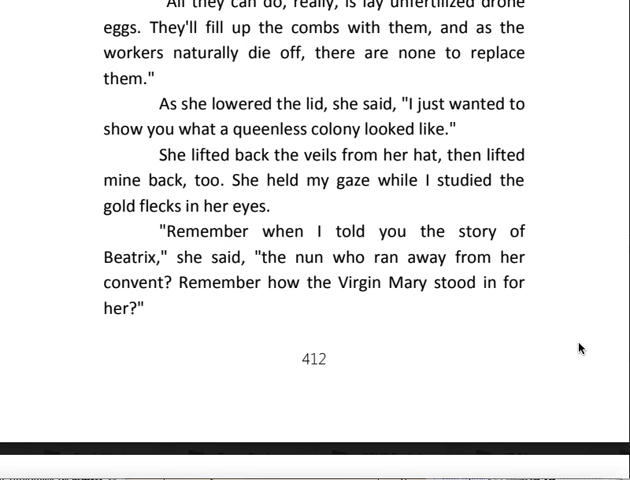 "All they can do, really, is lay unfertilized drone
eggs. They'll fill up the combs with them, and as the
workers naturally die off, there are none to replace
them."
As she lowered the lid, she said, "I just wanted to
show you what a queenless colony looked like."
She lifted back the veils from her hat, then lifted
mine back, too. She held my gaze while I studied the
gold flecks in her eyes.
"Remember when I told you the story of
Beatrix," she said, "the nun who ran away from her
convent? Remember how the Virgin Mary stood in for
her?"
412